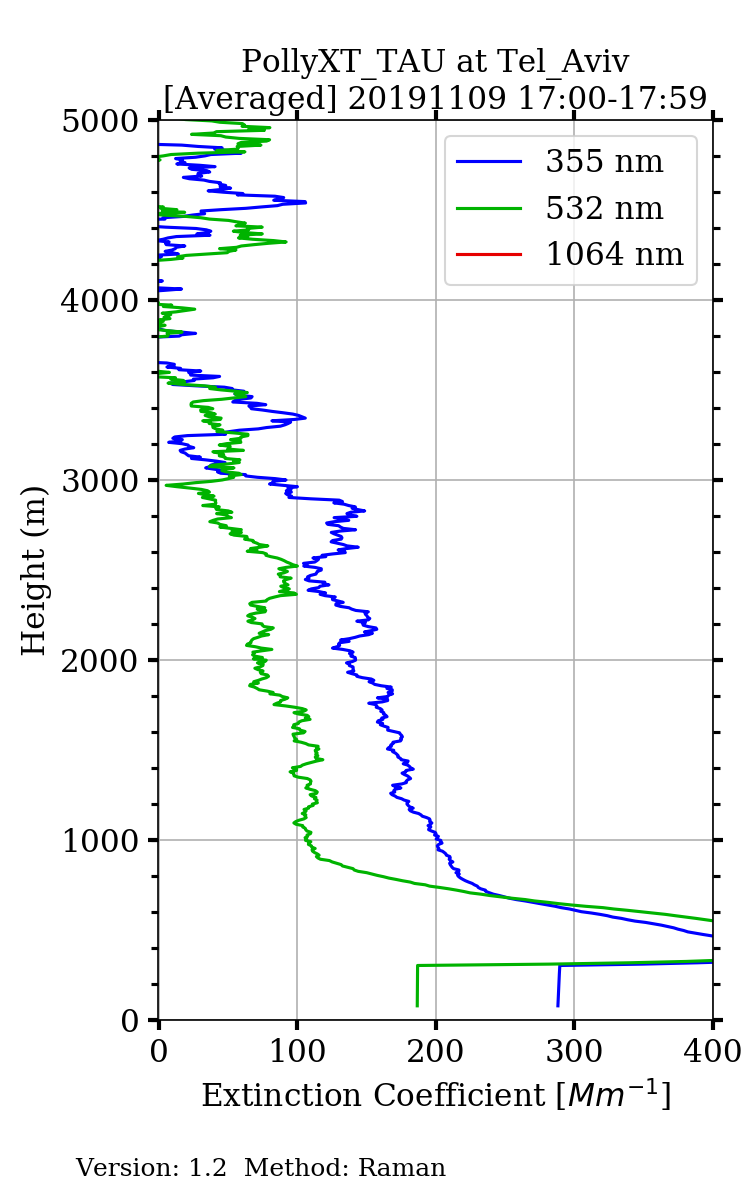 PollyXT_TAU at Tel_Aviv
[Averaged] 20191109 17:00-17:59
5000
4000
3000
2000
1000
0
Height (m)
355 nm
532 nm
1064 nm
0 100 200 300 400
Extinction Coefficient [Mm⁻¹]
Version: 1.2 Method: Raman